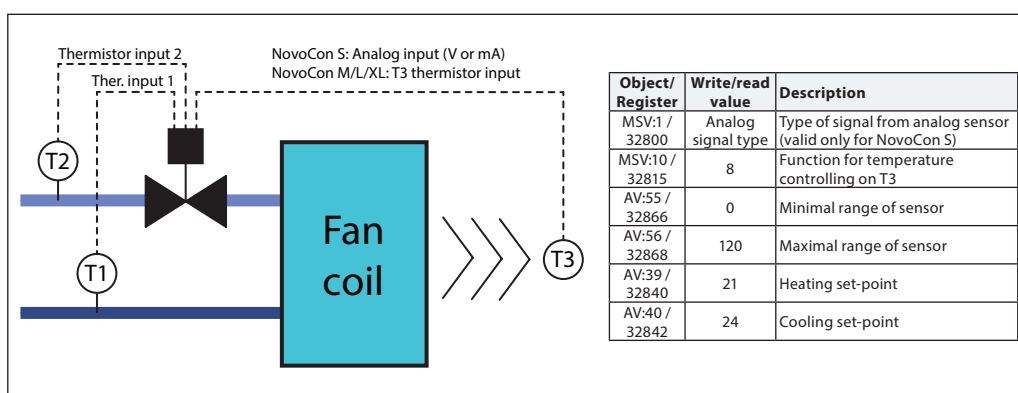 Thermistor input 2
Ther. input 1
NovoCon S: Analog input (V or mA)
NovoCon M/L/XL: T3 thermistor input
T2
T1
Fan
coil
T3
Object/ Write/read Description
Register value
MSV:1 / Analog Type of signal from analog sensor
32800 signal type (valid only for NovoCon S)
MSV:10 / 8 Function for temperature
32815 controlling on T3
AV:55 / 0 Minimal range of sensor
32866
AV:56 / 120 Maximal range of sensor
32868
AV:39 / 21 Heating set-point
32840
AV:40 / 24 Cooling set-point
32842